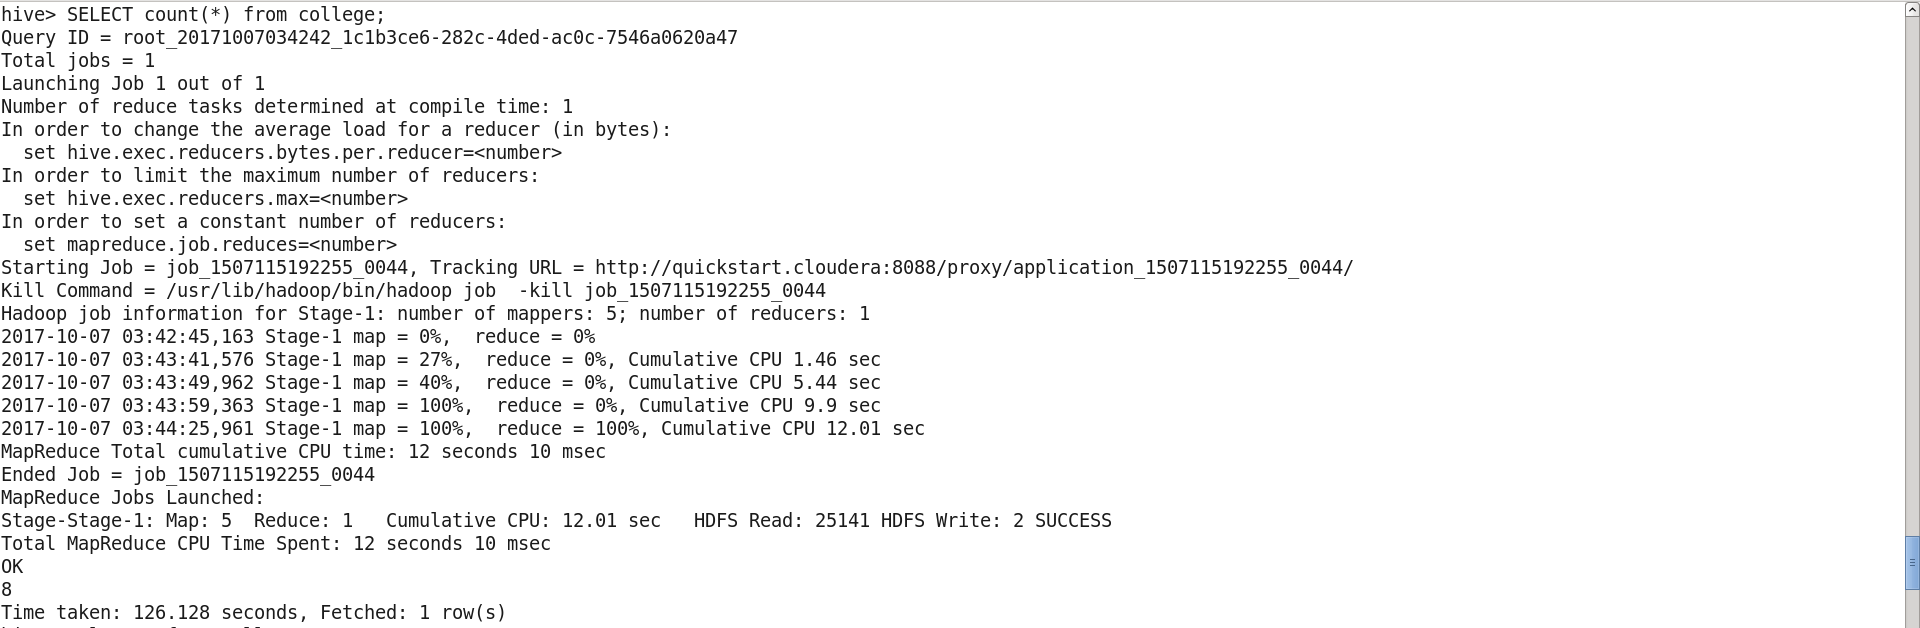 hive> SELECT count(*) from college;
Query ID = root_20171007034242_1c1b3ce6-282c-4ded-ac0c-7546a0620a47
Total jobs = 1
Launching Job 1 out of 1
Number of reduce tasks determined at compile time: 1
In order to change the average load for a reducer (in bytes):
  set hive.exec.reducers.bytes.per.reducer=<number>
In order to limit the maximum number of reducers:
  set hive.exec.reducers.max=<number>
In order to set a constant number of reducers:
  set mapreduce.job.reduces=<number>
Starting Job = job_1507115192255_0044, Tracking URL = http://quickstart.cloudera:8088/proxy/application_1507115192255_0044/
Kill Command = /usr/lib/hadoop/bin/hadoop job  -kill job_1507115192255_0044
Hadoop job information for Stage-1: number of mappers: 5; number of reducers: 1
2017-10-07 03:42:45,163 Stage-1 map = 0%,  reduce = 0%
2017-10-07 03:43:41,576 Stage-1 map = 27%,  reduce = 0%, Cumulative CPU 1.46 sec
2017-10-07 03:43:49,962 Stage-1 map = 40%,  reduce = 0%, Cumulative CPU 5.44 sec
2017-10-07 03:43:59,363 Stage-1 map = 100%,  reduce = 0%, Cumulative CPU 9.9 sec
2017-10-07 03:44:25,961 Stage-1 map = 100%,  reduce = 100%, Cumulative CPU 12.01 sec
MapReduce Total cumulative CPU time: 12 seconds 10 msec
Ended Job = job_1507115192255_0044
MapReduce Jobs Launched:
Stage-Stage-1: Map: 5  Reduce: 1   Cumulative CPU: 12.01 sec   HDFS Read: 25141 HDFS Write: 2 SUCCESS
Total MapReduce CPU Time Spent: 12 seconds 10 msec
OK
8
Time taken: 126.128 seconds, Fetched: 1 row(s)